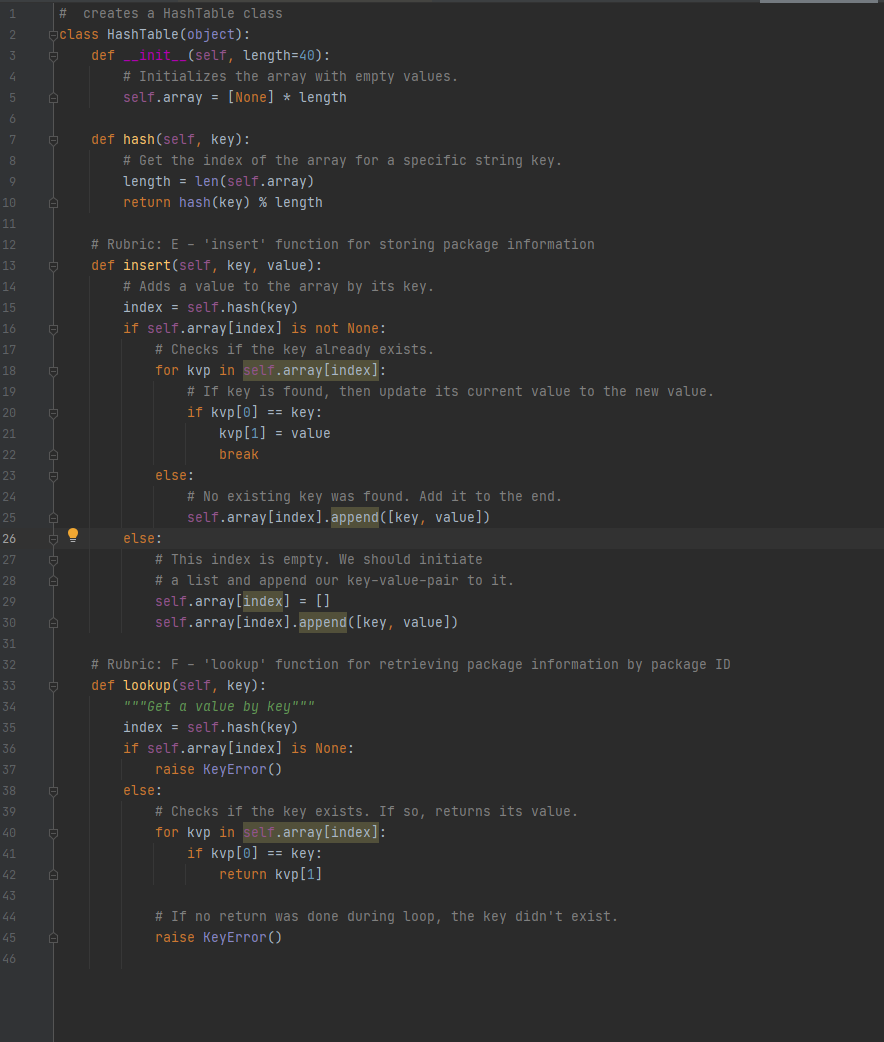 1 #  creates a HashTable class
2 class HashTable(object):
3     def __init__(self, length=40):
4         # Initializes the array with empty values.
5         self.array = [None] * length
6
7     def hash(self, key):
8         # Get the index of the array for a specific string key.
9         length = len(self.array)
10         return hash(key) % length
11
12     # Rubric: E - 'insert' function for storing package information
13     def insert(self, key, value):
14         # Adds a value to the array by its key.
15         index = self.hash(key)
16         if self.array[index] is not None:
17             # Checks if the key already exists.
18             for kvp in self.array[index]:
19                 # If key is found, then update its current value to the new value.
20                 if kvp[0] == key:
21                     kvp[1] = value
22                     break
23             else:
24                 # No existing key was found. Add it to the end.
25                 self.array[index].append([key, value])
26         else:
27             # This index is empty. We should initiate
28             # a list and append our key-value-pair to it.
29             self.array[index] = []
30             self.array[index].append([key, value])
31
32     # Rubric: F - 'lookup' function for retrieving package information by package ID
33     def lookup(self, key):
34         """Get a value by key"""
35         index = self.hash(key)
36         if self.array[index] is None:
37             raise KeyError()
38         else:
39             # Checks if the key exists. If so, returns its value.
40             for kvp in self.array[index]:
41                 if kvp[0] == key:
42                     return kvp[1]
43
44             # If no return was done during loop, the key didn't exist.
45             raise KeyError()
46